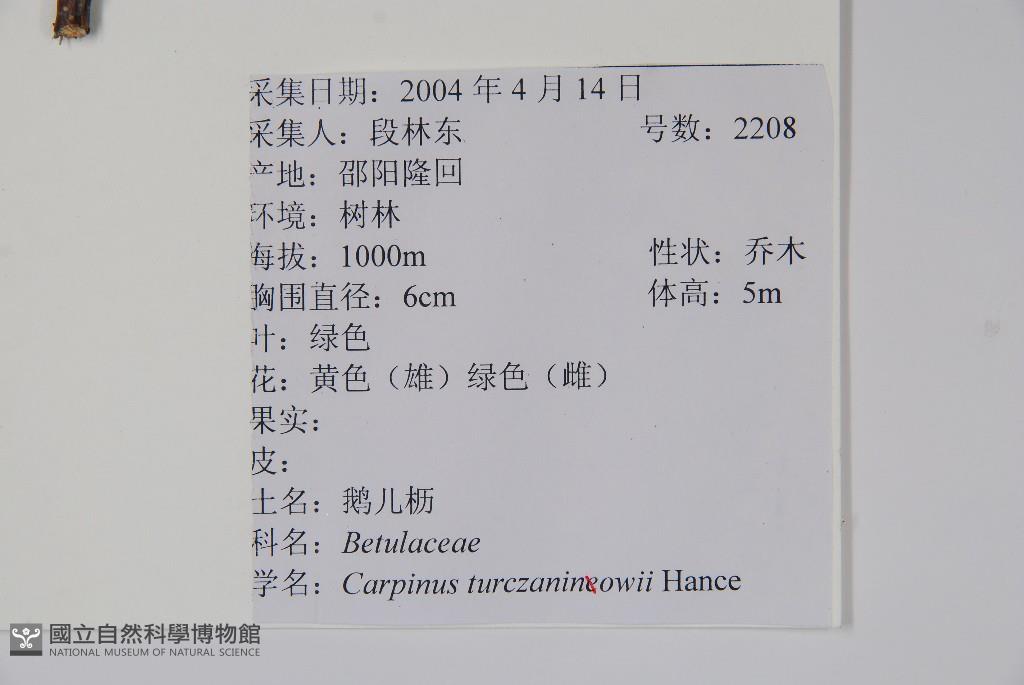 采集日期：2004 年 4 月 14 日
采集人：段林东 号数：2208
产地：邵阳隆回
环境：树林
海拔：1000m 性状：乔木
胸围直径：6cm 体高：5m
叶：绿色
花：黄色（雄）绿色（雌）
果实：
皮：
土名：鹅儿枥
科名：Betulaceae
学名：Carpinus turczanineowii Hance
國立自然科學博物館
NATIONAL MUSEUM OF NATURAL SCIENCE